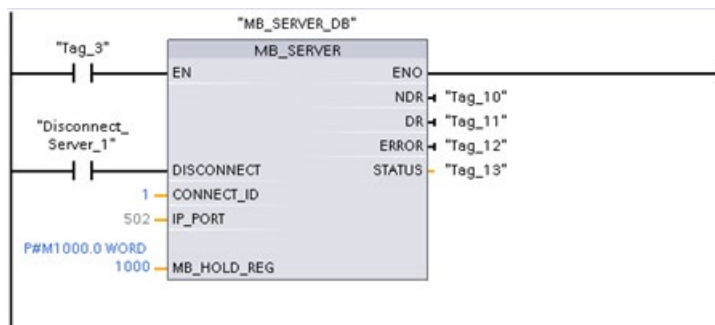 "MB_SERVER_DB"
"Tag_3"
MB_SERVER
EN
ENO
NDR
"Tag_10"
DR
"Tag_11"
"Disconnect_
Server_1"
ERROR
"Tag_12"
DISCONNECT
STATUS
"Tag_13"
1
CONNECT_ID
502
IP_PORT
P#M1000.0 WORD
1000
MB_HOLD_REG